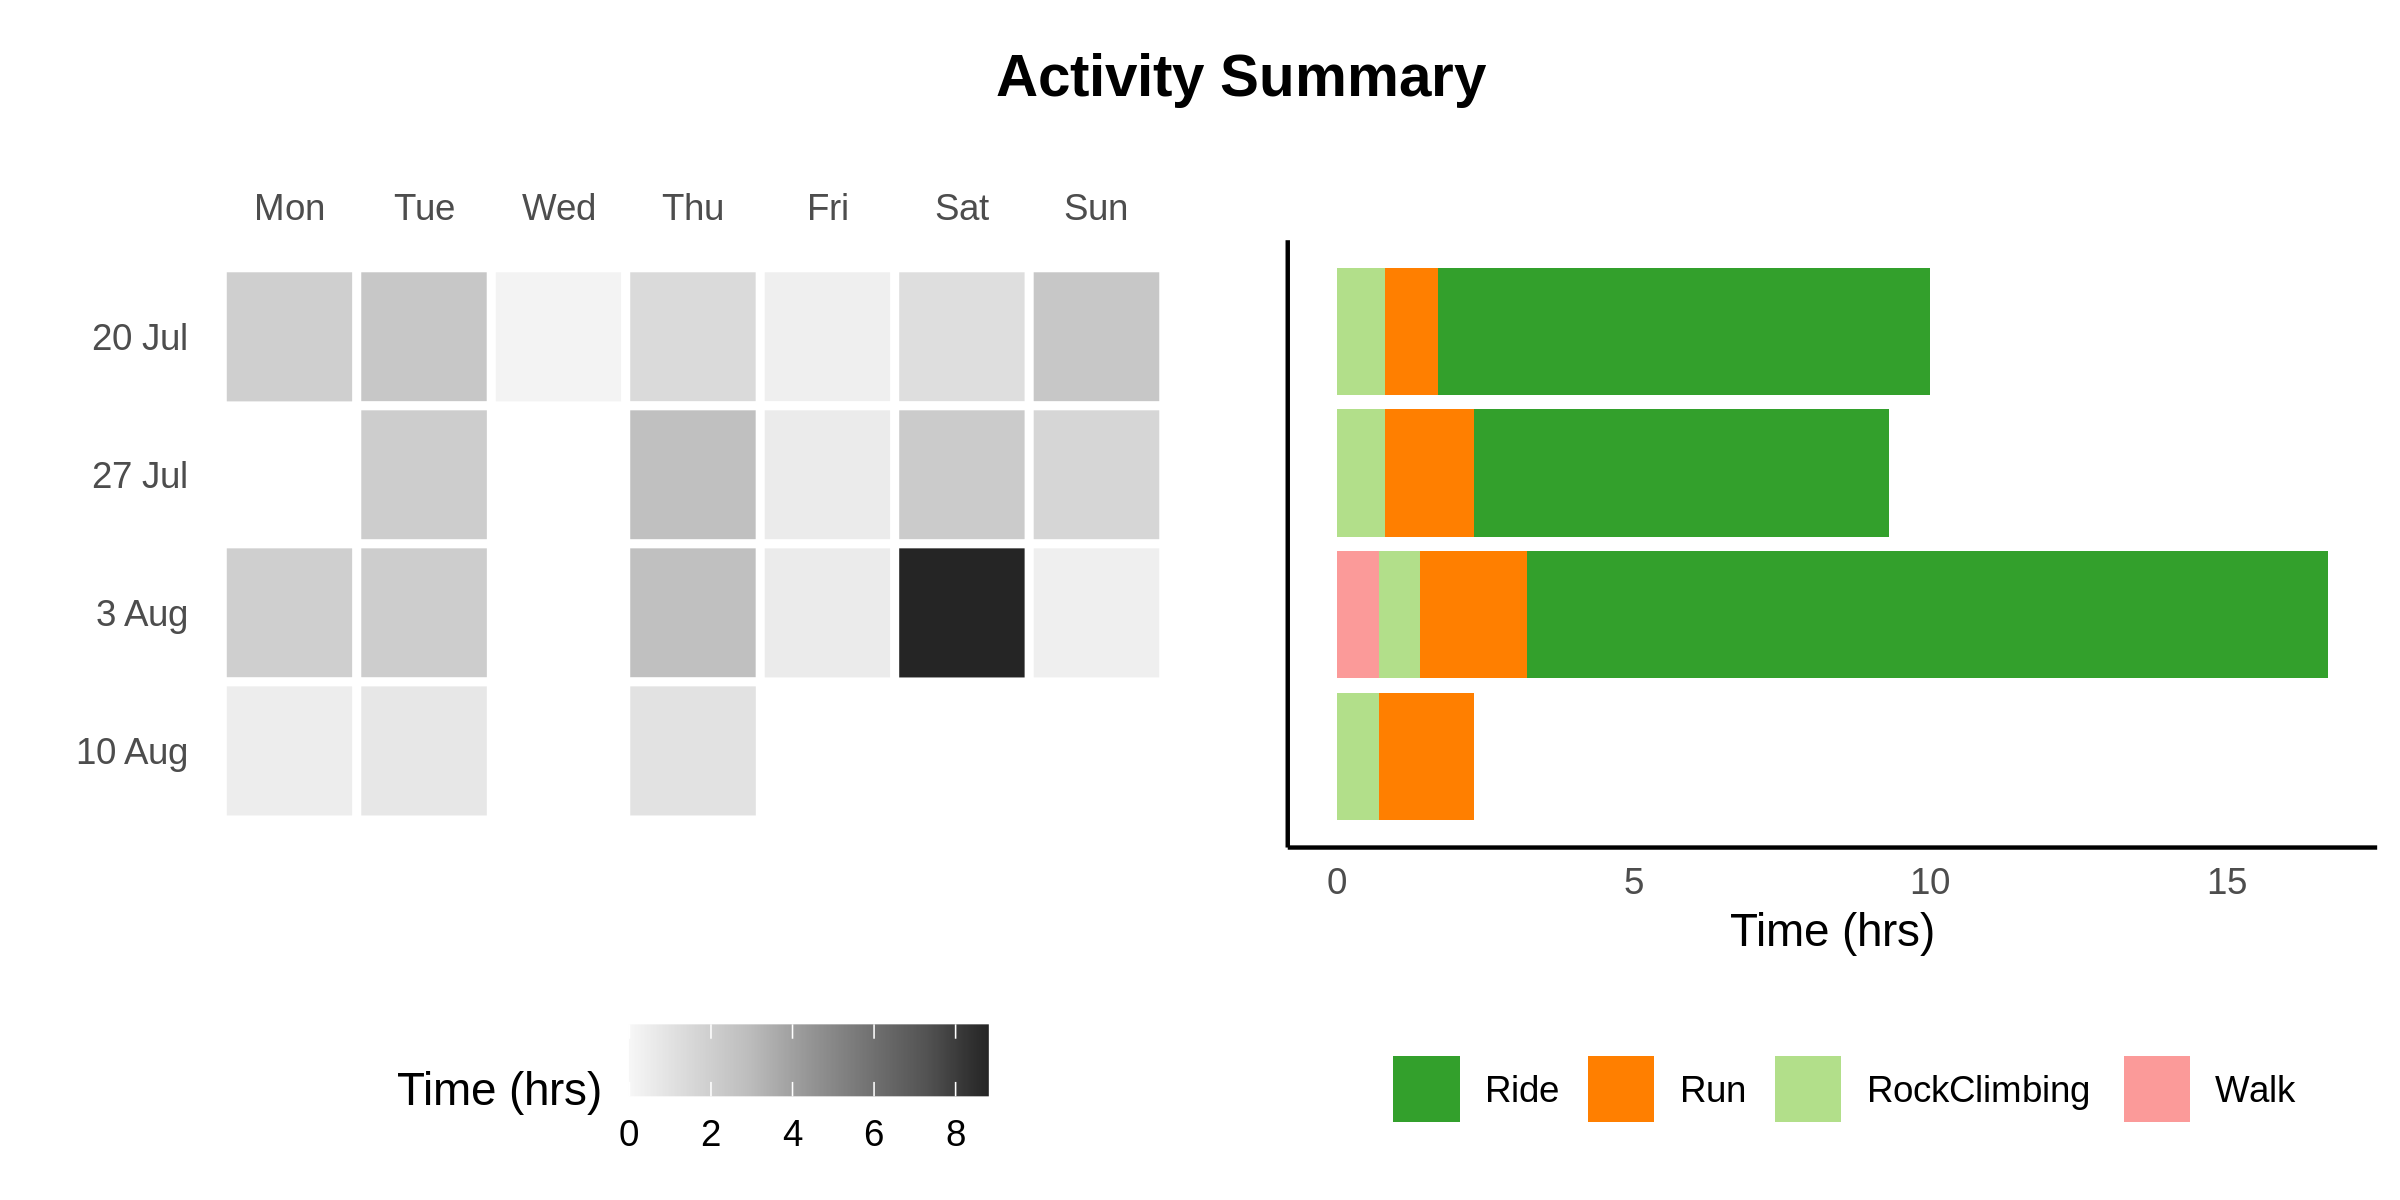 Activity Summary
Mon Tue Wed Thu Fri Sat Sun
20 Jul
27 Jul
3 Aug
10 Aug
0 5 10 15
Time (hrs)
Time (hrs)
0 2 4 6 8
Ride Run RockClimbing Walk